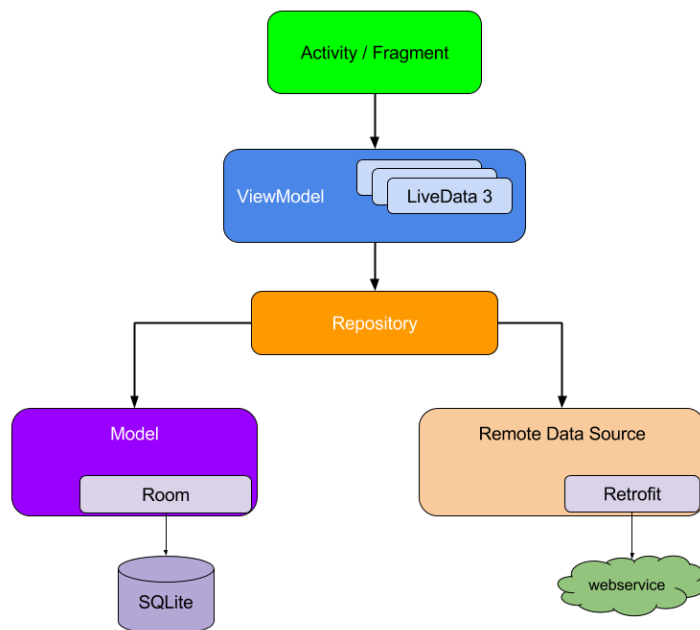 Activity / Fragment
ViewModel
LiveData 3
Repository
Model
Room
SQLite
Remote Data Source
Retrofit
webservice